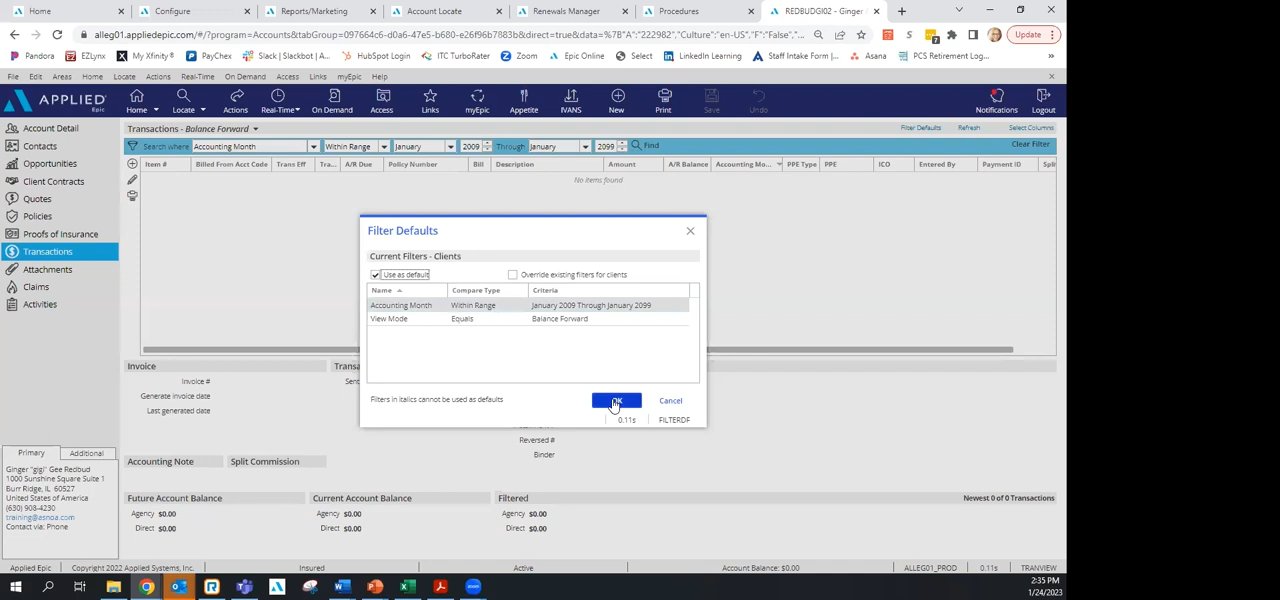 Home
Configure
Reports/Marketing
Account Locate
Renewals Manager
Procedures
REDBUDGI02 - Ginger
alleg01.appliedepic.com/#/?program=Accounts&tabGroup=097664c6-d0a6-47e5-b680-e26f96b7883b&direct=true&data=%7B"A":"222982","Culture":"en-US","F":"False","
Update
Pandora
EZLynx
My Xfinity®
PayChex
Slack | Slackbot | A...
HubSpot
ITC TurboRater
Zoom
Epic Online
Select
LinkedIn Learning
Staff Intake Form |...
Asana
PCS Retirement Log...
File Edit Areas Home Locate Actions Real-Time On Demand Access Links myEpic Help
APPLIED
Epic
Home
Locate
Actions
Real-Time
On Demand
Access
Links
myEpic
Appetite
IVANS
New
Print
Save
Undo
Notifications
Logout
Account Detail
Contacts
Opportunities
Client Contracts
Quotes
Policies
Proofs of Insurance
Transactions
Attachments
Claims
Activities
Transactions - Balance Forward
Filter Defaults Refresh Select Columns
Search where Accounting Month Within Range January 2009 Through January 2099 Find Clear Filter
Item # Billed From Acct Code Trans Eff Tra... A/R Due Policy Number Bill Description Amount A/R Balance Accounting Mo... PPE Type PPE ICO Entered By Payment ID Spli
No items found
Filter Defaults
Current Filters - Clients
Use as default Override existing filters for clients
Name Compare Type Criteria
Accounting Month Within Range January 2009 Through January 2099
View Mode Equals Balance Forward
Filters in italics cannot be used as defaults
OK Cancel
0.11s FILTERDF
Invoice
Invoice #
Generate invoice date
Last generated date
Transa
Sent
Reversed #
Binder
Accounting Note Split Commission
Future Account Balance
Agency $0.00
Direct $0.00
Current Account Balance
Agency $0.00
Direct $0.00
Filtered
Agency $0.00
Direct $0.00
Newest 0 of 0 Transactions
Primary Additional
Ginger "gigi" Gee Redbud
1000 Sunshine Square Suite 1
Burr Ridge, IL 60527
United States of America
(630) 908-4230
training@asnoa.com
Contact via: Phone
Applied Epic Copyright 2022 Applied Systems, Inc. Insured Active Account Balance: $0.00 ALLEG01_PROD 0.11s TRANVIEW
2:35 PM
1/24/2023